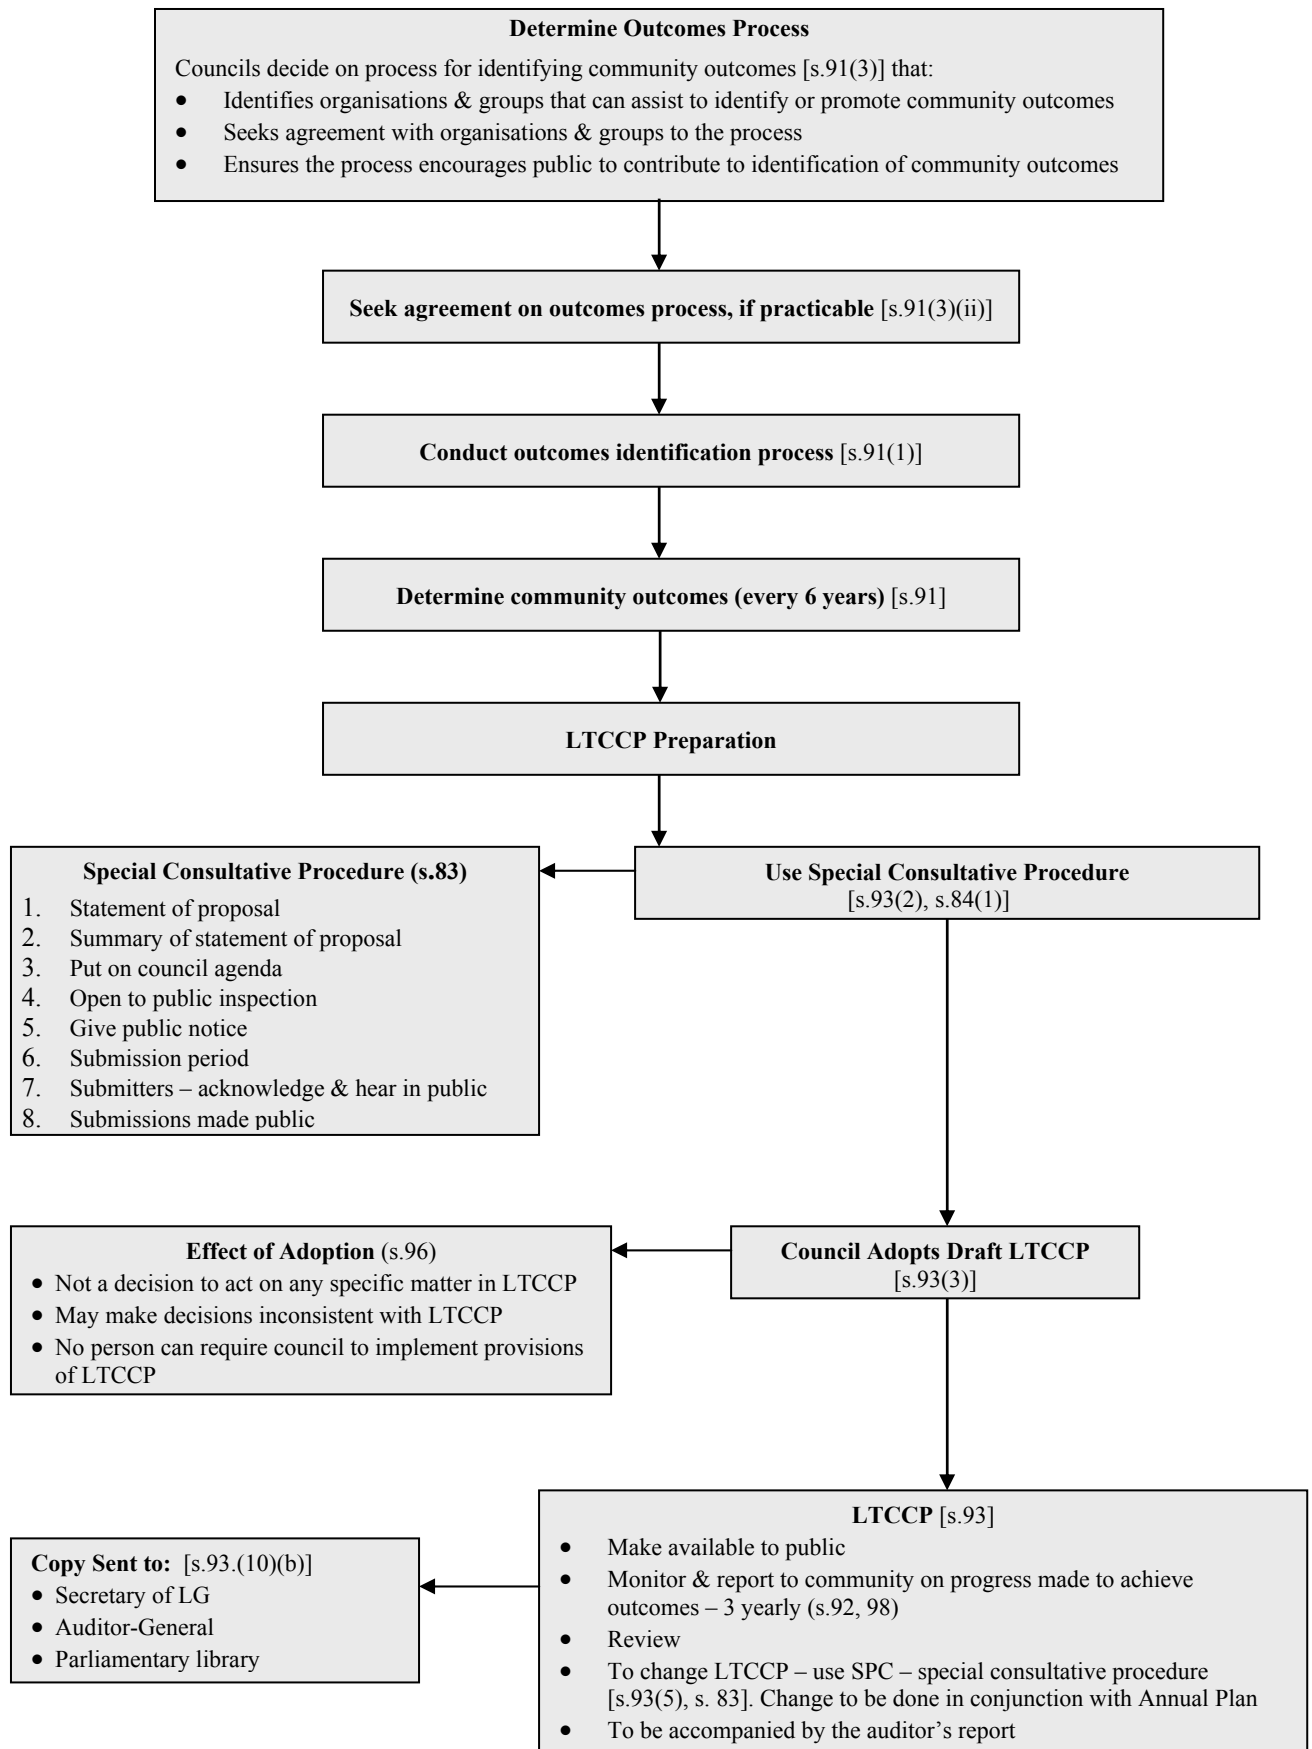 Determine Outcomes Process
Councils decide on process for identifying community outcomes [s.91(3)] that:
• Identifies organisations & groups that can assist to identify or promote community outcomes
• Seeks agreement with organisations & groups to the process
• Ensures the process encourages public to contribute to identification of community outcomes
Seek agreement on outcomes process, if practicable [s.91(3)(ii)]
Conduct outcomes identification process [s.91(1)]
Determine community outcomes (every 6 years) [s.91]
LTCCP Preparation
Use Special Consultative Procedure
[s.93(2), s.84(1)]
Special Consultative Procedure (s.83)
1. Statement of proposal
2. Summary of statement of proposal
3. Put on council agenda
4. Open to public inspection
5. Give public notice
6. Submission period
7. Submitters – acknowledge & hear in public
8. Submissions made public
Council Adopts Draft LTCCP
[s.93(3)]
Effect of Adoption (s.96)
• Not a decision to act on any specific matter in LTCCP
• May make decisions inconsistent with LTCCP
• No person can require council to implement provisions
of LTCCP
LTCCP [s.93]
• Make available to public
• Monitor & report to community on progress made to achieve
outcomes – 3 yearly (s.92, 98)
• Review
• To change LTCCP – use SPC – special consultative procedure
[s.93(5), s. 83]. Change to be done in conjunction with Annual Plan
• To be accompanied by the auditor's report
Copy Sent to: [s.93.(10)(b)]
• Secretary of LG
• Auditor-General
• Parliamentary library